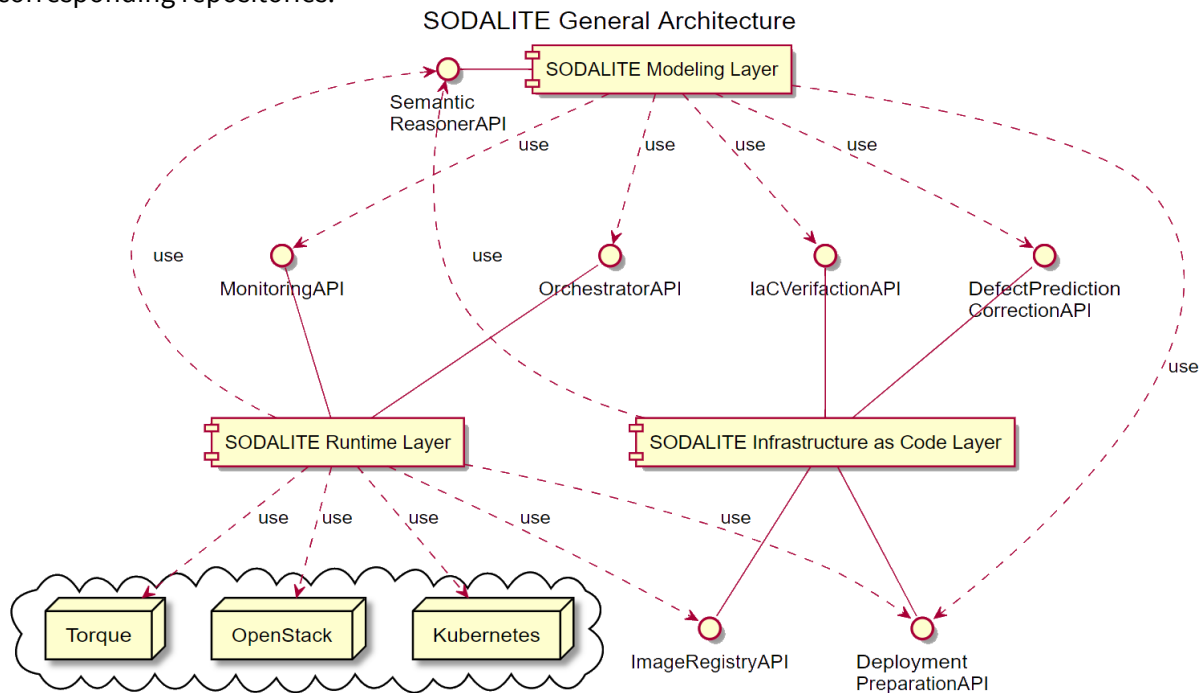 corresponding repositories.
SODALITE General Architecture
SODALITE Modeling Layer
Semantic
ReasonerAPI
use
use
use
use
use
use
MonitoringAPI
OrchestratorAPI
IaCVerifactionAPI
DefectPrediction
CorrectionAPI
use
SODALITE Runtime Layer
SODALITE Infrastructure as Code Layer
use
use
use
use
use
Torque
OpenStack
Kubernetes
ImageRegistryAPI
Deployment
PreparationAPI